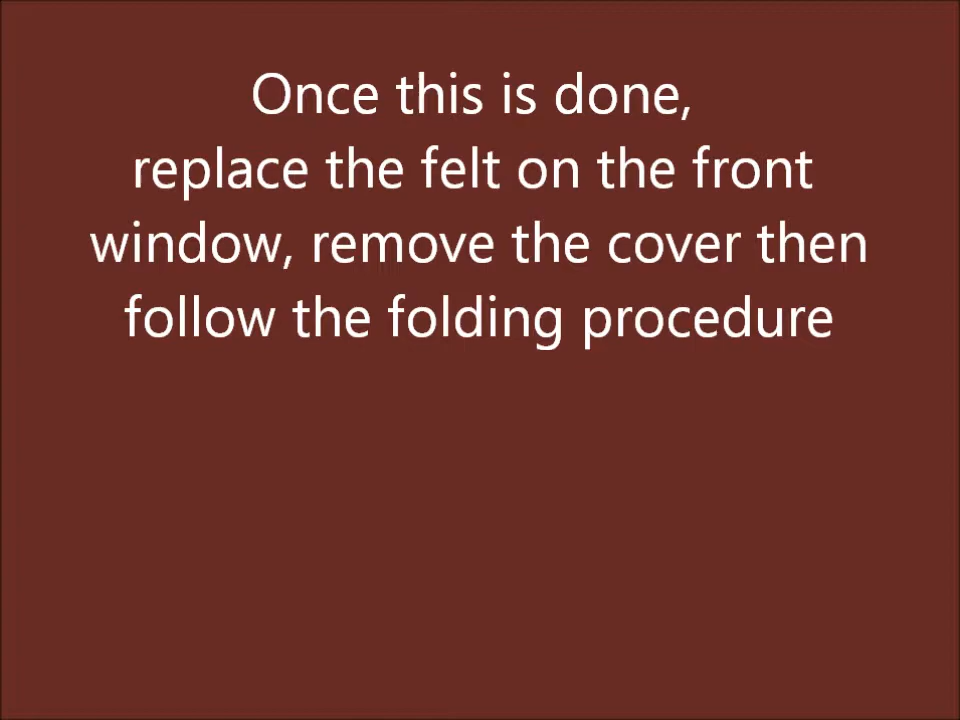 Once this is done,
replace the felt on the front
window, remove the cover then
follow the folding procedure